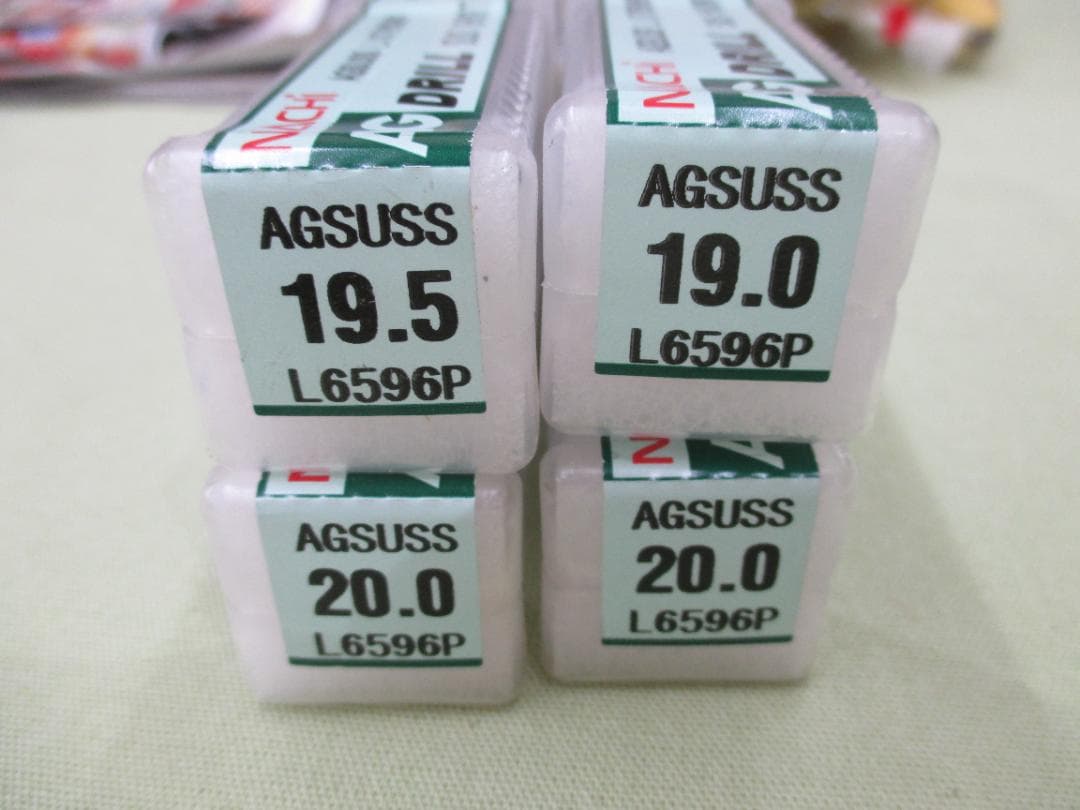 NACHi
AG DRILL
AGSUSS
19.5
L6596P
NACHi
AG DRILL
AGSUSS
19.0
L6596P
AGSUSS
20.0
L6596P
AGSUSS
20.0
L6596P